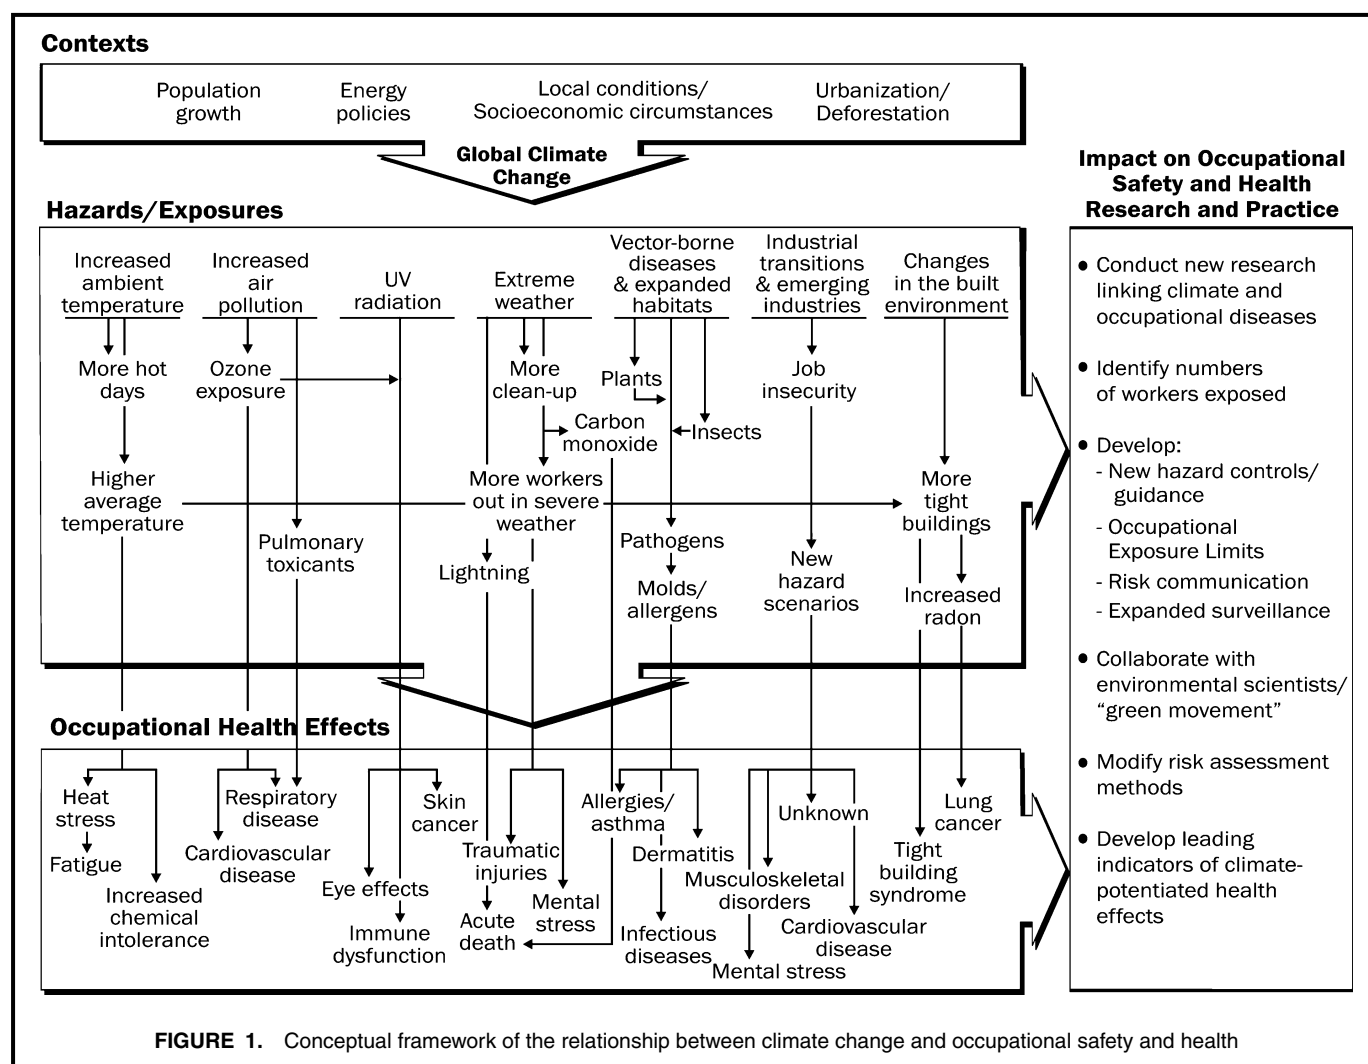 Contexts
Population
growth
Energy
policies
Local conditions/
Socioeconomic circumstances
Urbanization/
Deforestation
Global Climate
Change
Hazards/Exposures
Increased
ambient
temperature
Increased
air
pollution
UV
radiation
Extreme
weather
Vector-borne
diseases
& expanded
habitats
Industrial
transitions
& emerging
industries
Changes
in the built
environment
More hot
days
Ozone
exposure
More
clean-up
Plants
Job
insecurity
Carbon
monoxide
Insects
Higher
average
temperature
More workers
out in severe
weather
More
tight
buildings
Pulmonary
toxicants
Lightning
Pathogens
Molds/
allergens
New
hazard
scenarios
Increased
radon
Occupational Health Effects
Heat
stress
Fatigue
Increased
chemical
intolerance
Respiratory
disease
Cardiovascular
disease
Skin
cancer
Eye effects
Immune
dysfunction
Traumatic
injuries
Acute
death
Mental
stress
Allergies/
asthma
Dermatitis
Infectious
diseases
Unknown
Musculoskeletal
disorders
Cardiovascular
disease
Mental stress
Lung
cancer
Tight
building
syndrome
Impact on Occupational
Safety and Health
Research and Practice
● Conduct new research
linking climate and
occupational diseases
● Identify numbers
of workers exposed
● Develop:
- New hazard controls/
guidance
- Occupational
Exposure Limits
- Risk communication
- Expanded surveillance
● Collaborate with
environmental scientists/
“green movement”
● Modify risk assessment
methods
● Develop leading
indicators of climate-
potentiated health
effects
FIGURE 1. Conceptual framework of the relationship between climate change and occupational safety and health